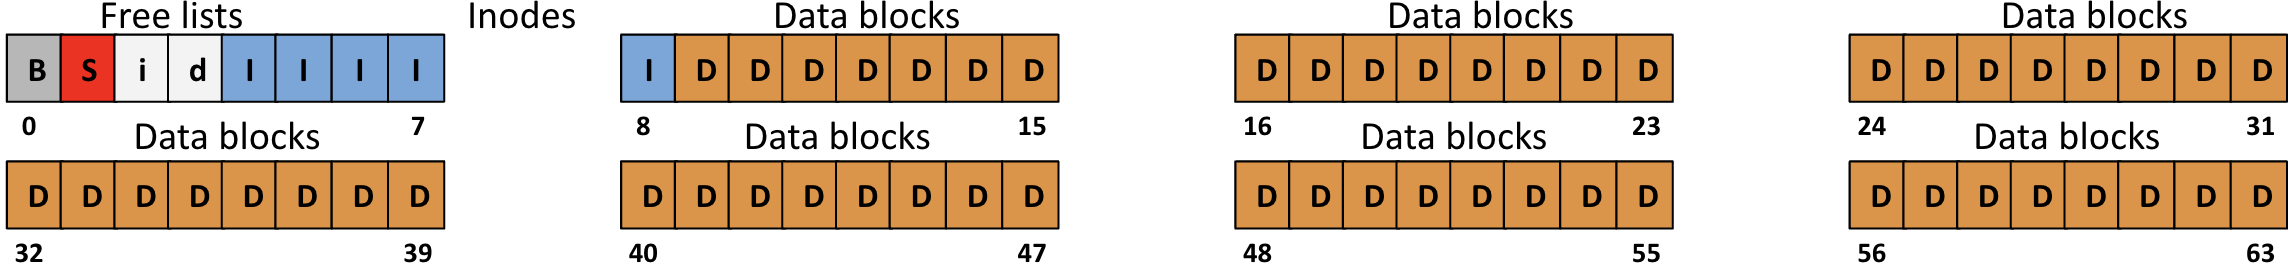 Free lists Inodes Data blocks Data blocks Data blocks
B S i d I I I I I D D D D D D D D D D D D D D D D D D D D D D D
0 7 8 15 16 23 24 31
Data blocks Data blocks Data blocks Data blocks
D D D D D D D D D D D D D D D D D D D D D D D D D D D D D D D D
32 39 40 47 48 55 56 63